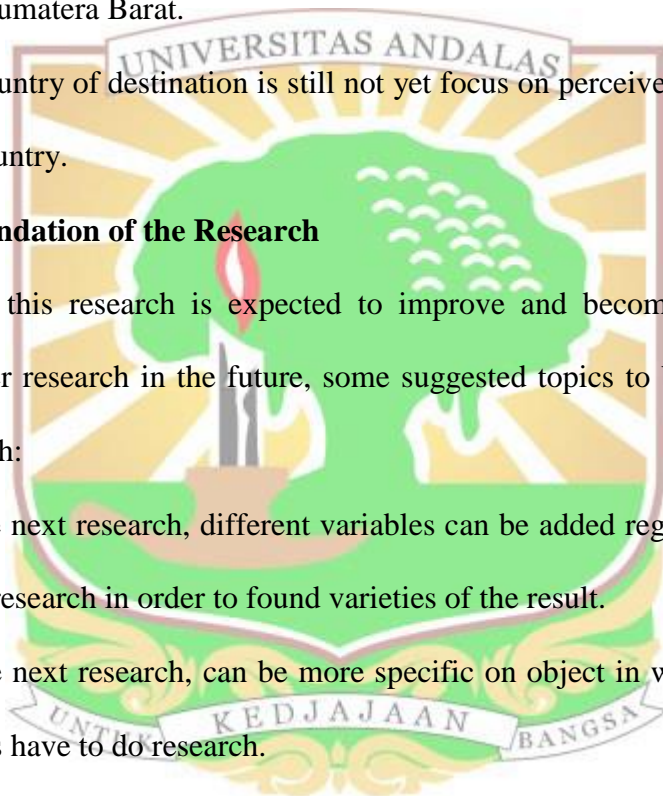 umatera Barat.
UNIVERSITAS ANDALAS
untry of destination is still not yet focus on perceive
untry.
ndation of the Research
this research is expected to improve and becom
r research in the future, some suggested topics to
h:
next research, different variables can be added reg
research in order to found varieties of the result.
next research, can be more specific on object in w
UNTUK KEDJAJAAN BANGSA
s have to do research.